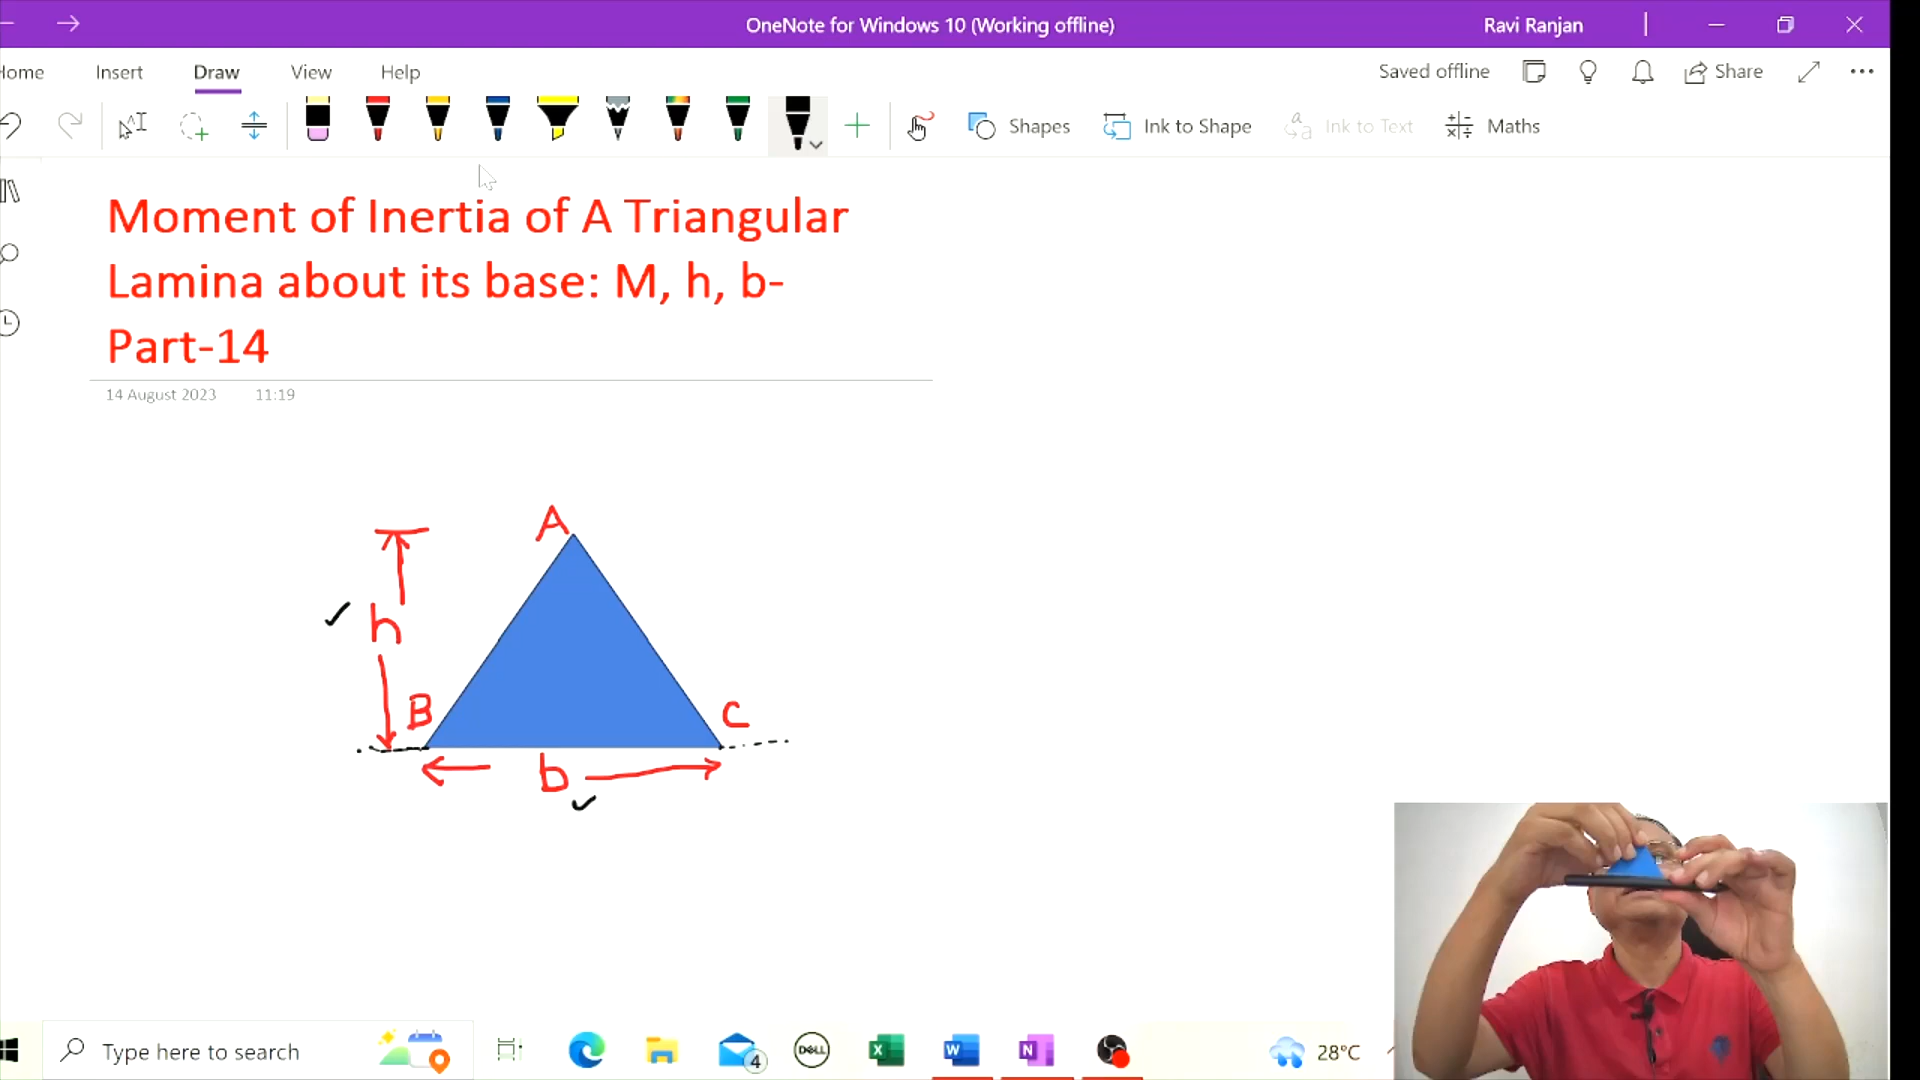 OneNote for Windows 10 (Working offline)
Ravi Ranjan
Home Insert Draw View Help
Saved offline
Share
Shapes Ink to Shape Ink to Text Maths
Moment of Inertia of A Triangular
Lamina about its base: M, h, b-
Part-14
14 August 2023 11:19
A
h
B
C
b
Type here to search
4
DELL
X
W
N
28°C